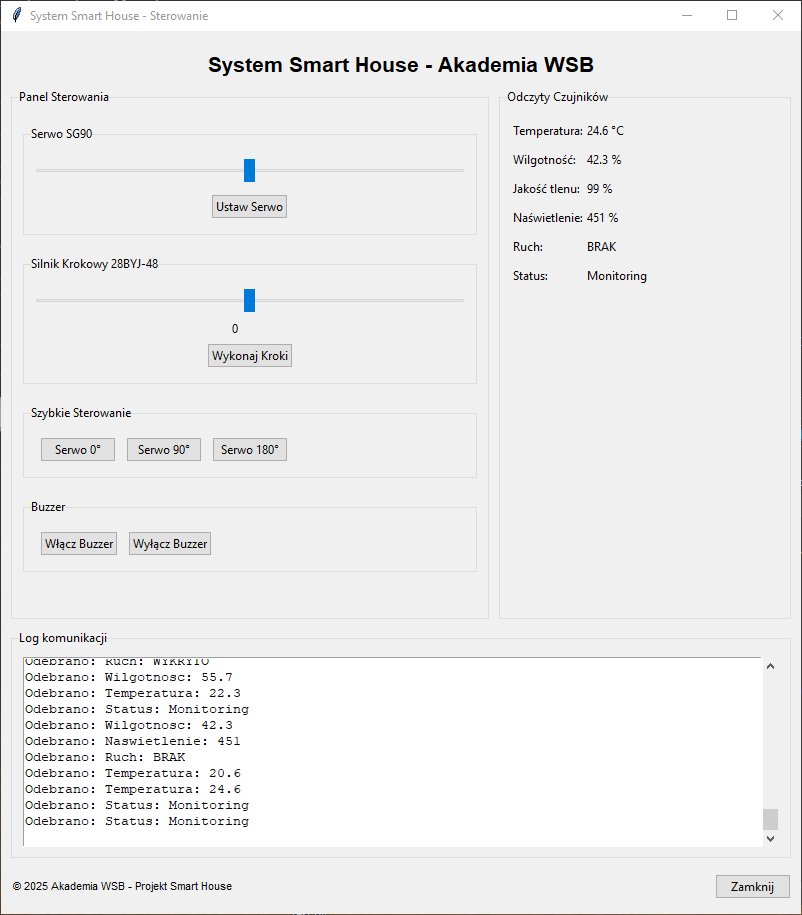 System Smart House - Sterowanie
System Smart House - Akademia WSB
Panel Sterowania
Serwo SG90
Ustaw Serwo
Silnik Krokowy 28BYJ-48
0
Wykonaj Kroki
Szybkie Sterowanie
Serwo 0° Serwo 90° Serwo 180°
Buzzer
Włącz Buzzer Wyłącz Buzzer
Odczyty Czujników
Temperatura: 24.6 °C
Wilgotność: 42.3 %
Jakość tlenu: 99 %
Naświetlenie: 451 %
Ruch: BRAK
Status: Monitoring
Log komunikacji
Odebrano: Ruch: WYKRYTO
Odebrano: Wilgotnosc: 55.7
Odebrano: Temperatura: 22.3
Odebrano: Status: Monitoring
Odebrano: Wilgotnosc: 42.3
Odebrano: Naswietlenie: 451
Odebrano: Ruch: BRAK
Odebrano: Temperatura: 20.6
Odebrano: Temperatura: 24.6
Odebrano: Status: Monitoring
Odebrano: Status: Monitoring
© 2025 Akademia WSB - Projekt Smart House
Zamknij